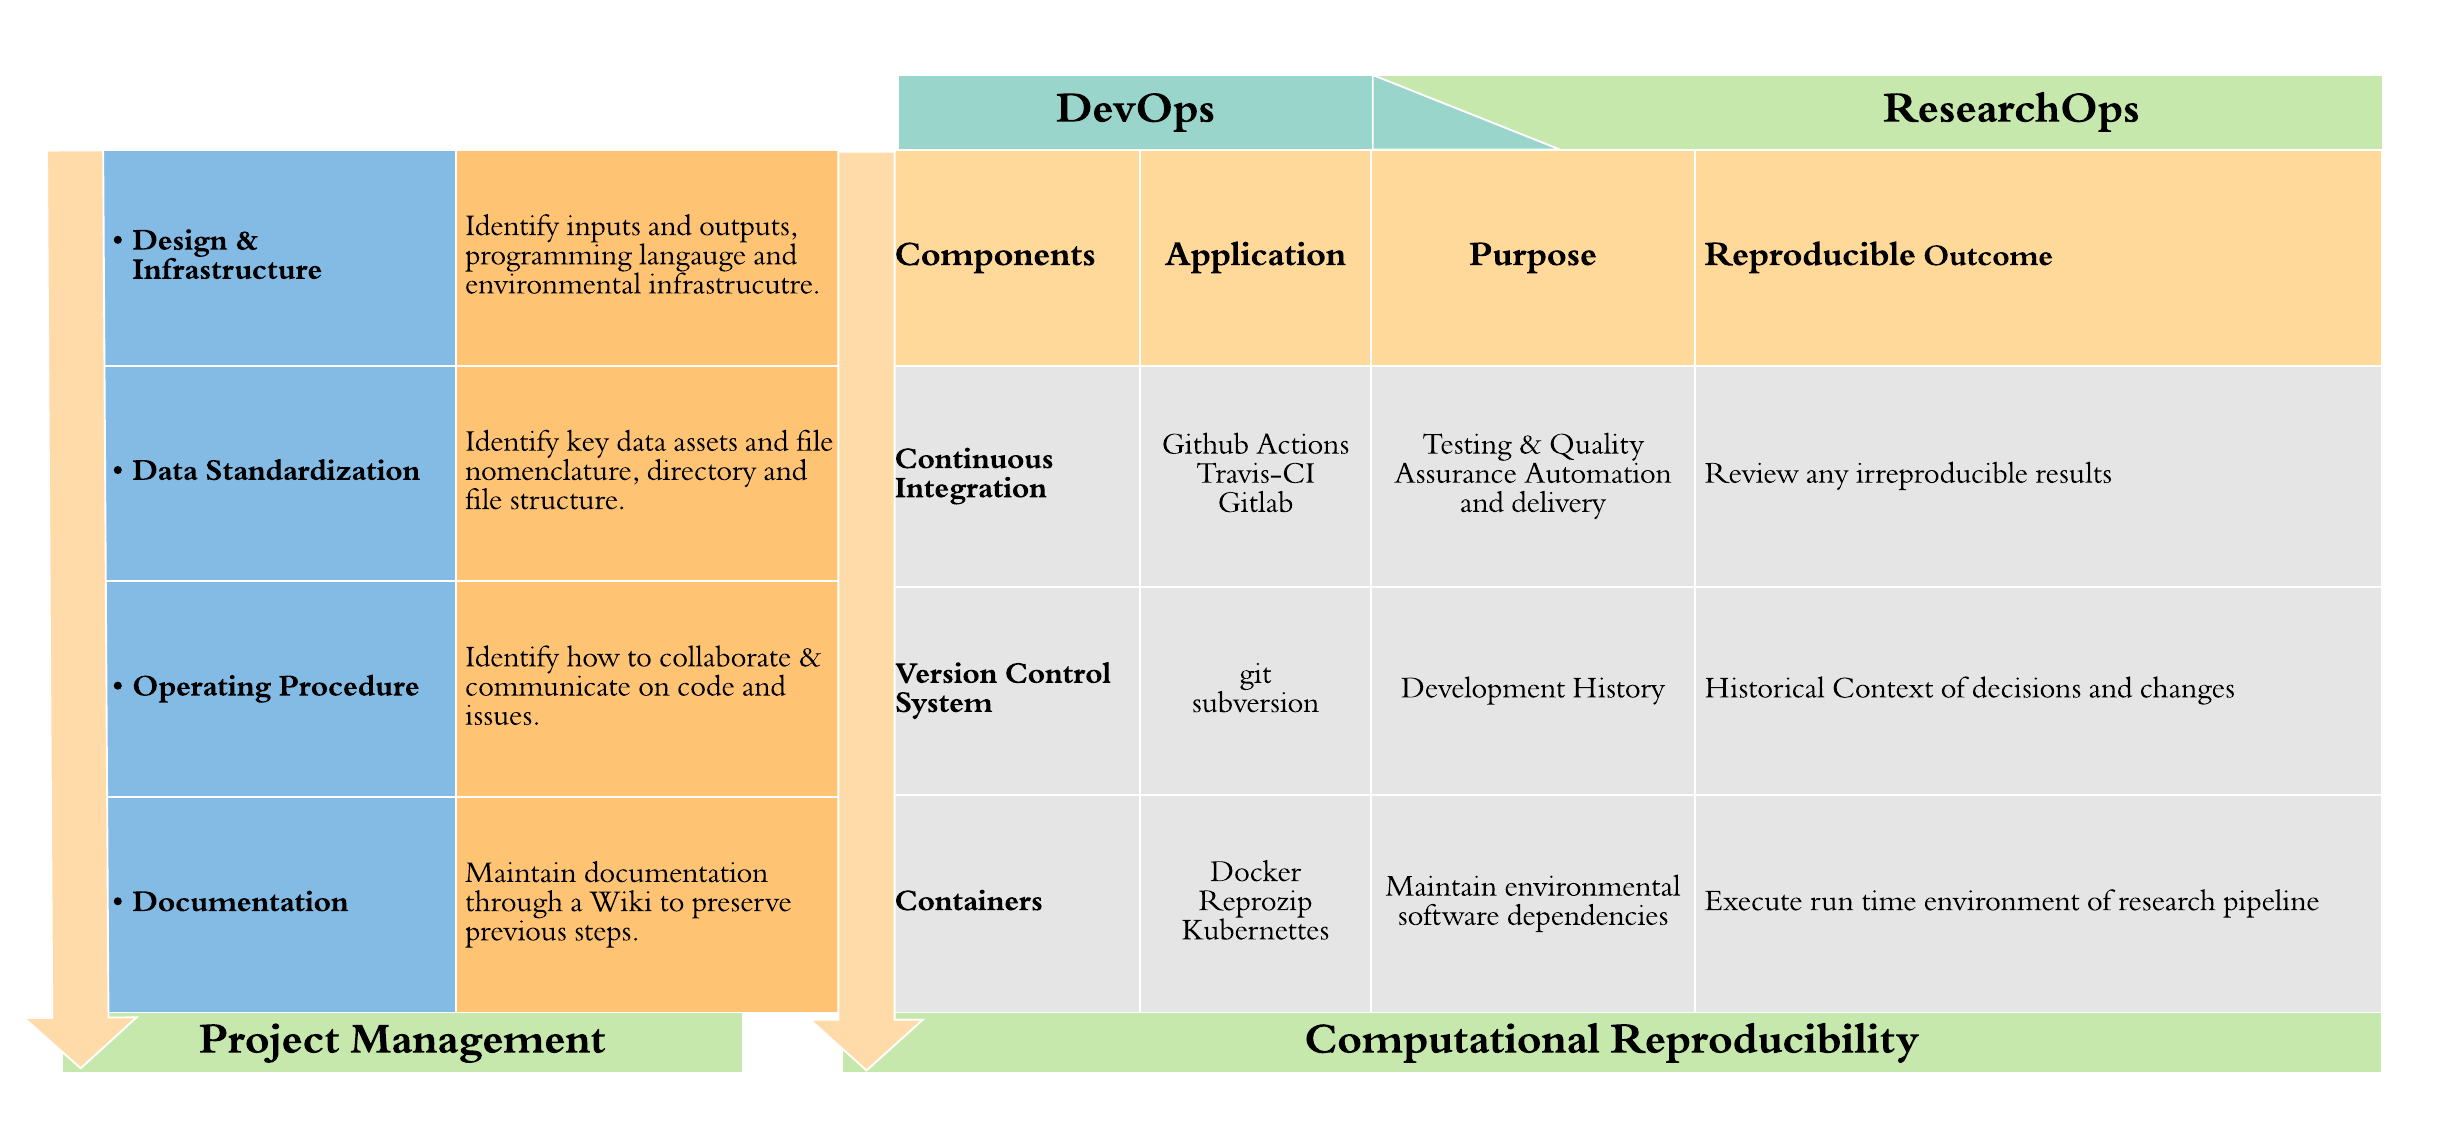 DevOps
ResearchOps
• Design &
Infrastructure
Identify inputs and outputs,
programming langauge and
environmental infrastrucutre.
• Data Standardization
Identify key data assets and file
nomenclature, directory and
file structure.
• Operating Procedure
Identify how to collaborate &
communicate on code and
issues.
• Documentation
Maintain documentation
through a Wiki to preserve
previous steps.
Project Management
Components
Application
Purpose
Reproducible Outcome
Continuous
Integration
Github Actions
Travis-CI
Gitlab
Testing & Quality
Assurance Automation
and delivery
Review any irreproducible results
Version Control
System
git
subversion
Development History
Historical Context of decisions and changes
Containers
Docker
Reprozip
Kubernettes
Maintain environmental
software dependencies
Execute run time environment of research pipeline
Computational Reproducibility